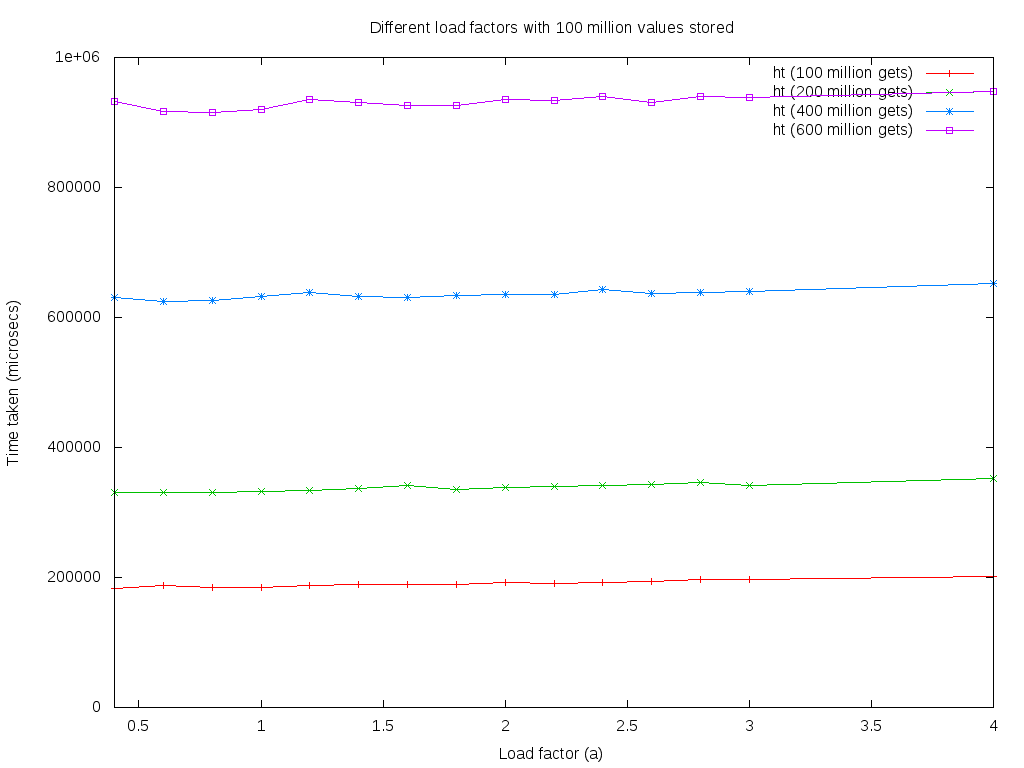 Different load factors with 100 million values stored
1e+06
800000
600000
400000
200000
0
Time taken (microsecs)
ht (100 million gets)
ht (200 million gets)
ht (400 million gets)
ht (600 million gets)
0.5 1 1.5 2 2.5 3 3.5 4
Load factor (a)